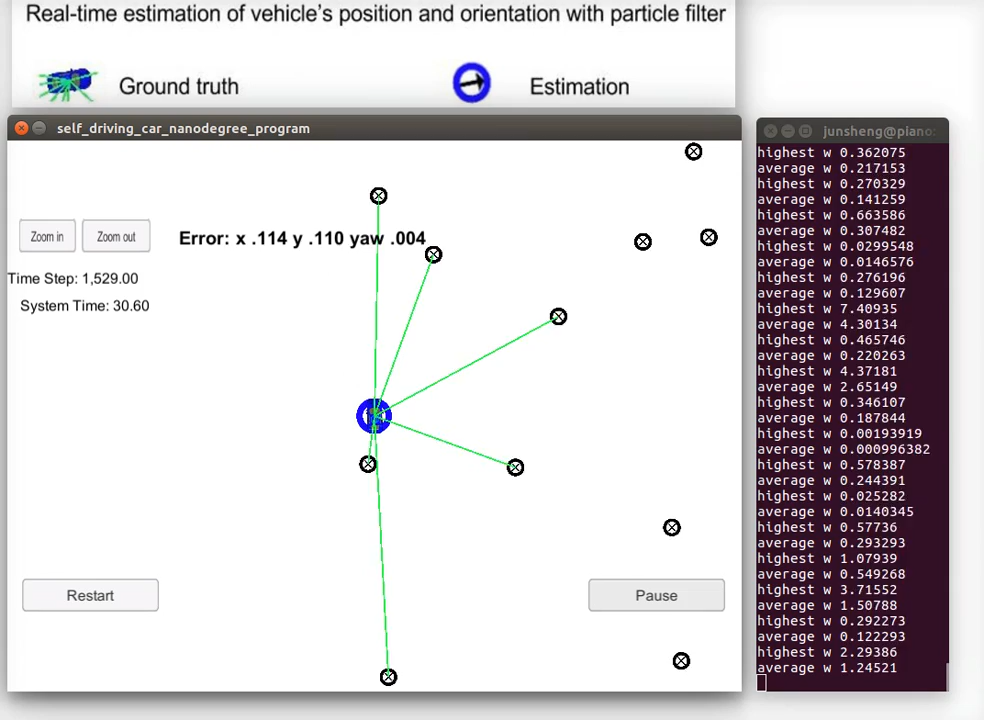 Real-time estimation of vehicle's position and orientation with particle filter
Ground truth
Estimation
self_driving_car_nanodegree_program
Zoom in
Zoom out
Error: x .114 y .110 yaw .004
Time Step: 1,529.00
System Time: 30.60
Restart
Pause
junsheng@piano:
highest w 0.362075
average w 0.217153
highest w 0.270329
average w 0.141259
highest w 0.663586
average w 0.307482
highest w 0.0299548
average w 0.0146576
highest w 0.276196
average w 0.129607
highest w 7.40935
average w 4.30134
highest w 0.465746
average w 0.220263
highest w 4.37181
average w 2.65149
highest w 0.346107
average w 0.187844
highest w 0.00193919
average w 0.000996382
highest w 0.578387
average w 0.244391
highest w 0.025282
average w 0.0140345
highest w 0.57736
average w 0.293293
highest w 1.07939
average w 0.549268
highest w 3.71552
average w 1.50788
highest w 0.292273
average w 0.122293
highest w 2.29386
average w 1.24521